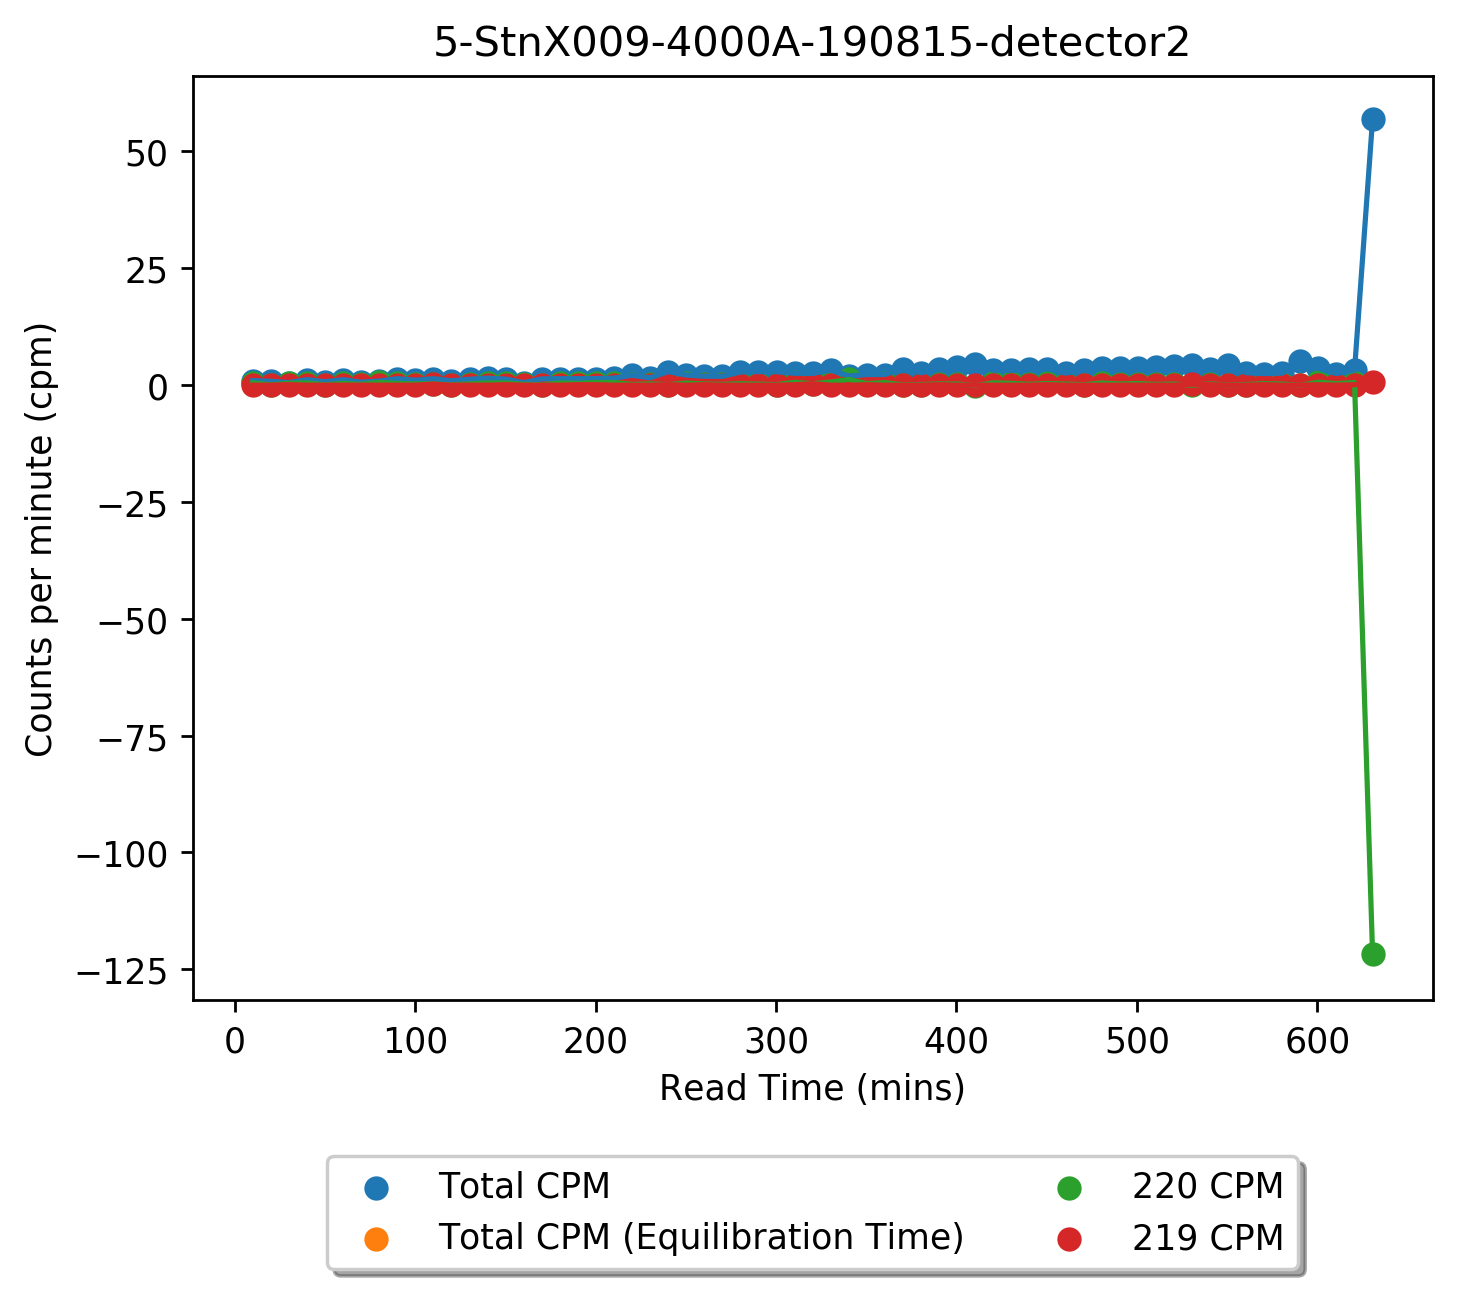 5-StnX009-4000A-190815-detector2
Counts per minute (cpm)
50
25
0
−25
−50
−75
−100
−125
0 100 200 300 400 500 600
Read Time (mins)
Total CPM
Total CPM (Equilibration Time)
220 CPM
219 CPM